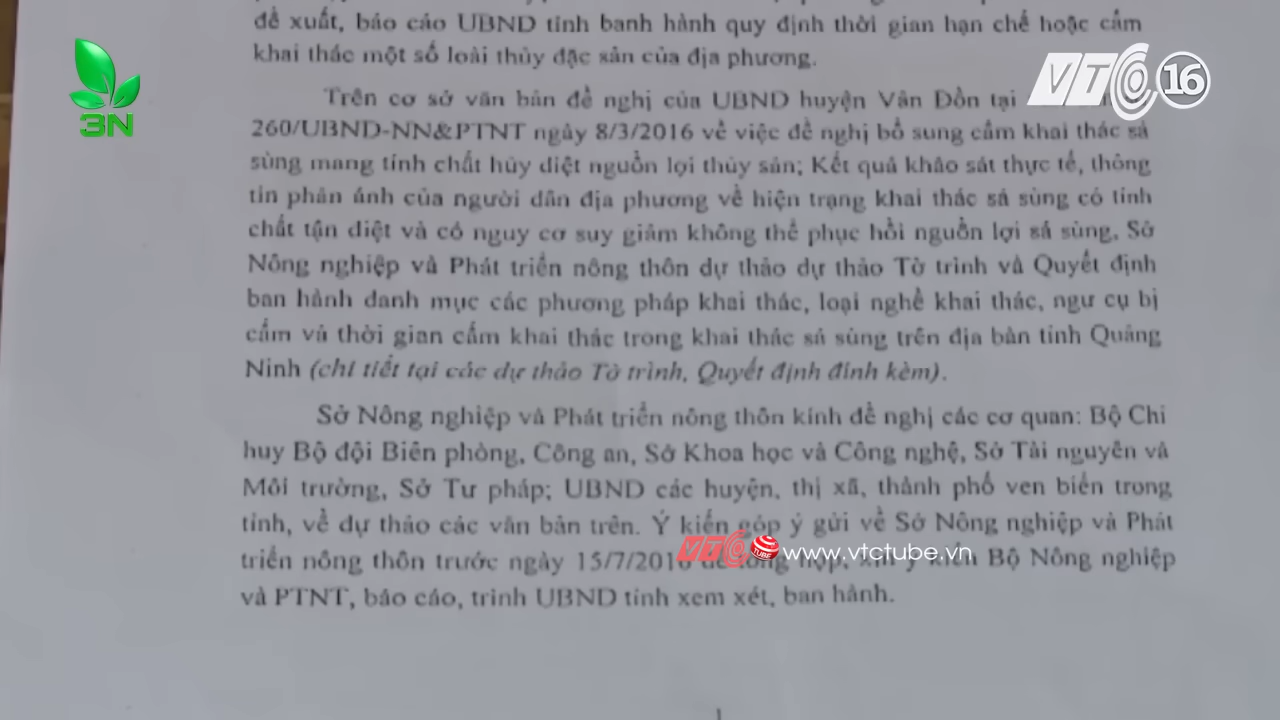 đề xuất, báo cáo UBND tỉnh banh hành quy định thời gian hạn chế hoặc cấm
khai thác một số loài thủy đặc sản của địa phương.
3N
VTC 16
Trên cơ sở văn bản đề nghị của UBND huyện Vân Đồn tại
260/UBND-NN&PTNT ngày 8/3/2016 về việc đề nghị bổ sung cấm khai thác sá
sùng mang tính chất hủy diệt nguồn lợi thủy sản; Kết quả khảo sát thực tế, thông
tin phản ánh của người dân địa phương về hiện trạng khai thác sá sùng có tính
chất tận diệt và có nguy cơ suy giảm không thể phục hồi nguồn lợi sá sùng, Sở
Nông nghiệp và Phát triển nông thôn dự thảo dự thảo Tờ trình và Quyết định
ban hành danh mục các phương pháp khai thác, loại nghề khai thác, ngư cụ bị
cấm và thời gian cấm khai thác trong khai thác sá sùng trên địa bàn tỉnh Quảng
Ninh (chi tiết tại các dự thảo Tờ trình, Quyết định đính kèm).
Sở Nông nghiệp và Phát triển nông thôn kính đề nghị các cơ quan: Bộ Chỉ
huy Bộ đội Biên phòng, Công an, Sở Khoa học và Công nghệ, Sở Tài nguyên và
Môi trường, Sở Tư pháp; UBND các huyện, thị xã, thành phố ven biển trong
tỉnh, về dự thảo các văn bản trên. Ý kiến góp ý gửi về Sở Nông nghiệp và Phát
triển nông thôn trước ngày 15/7/2016 để tổng hợp, xin ý kiến Bộ Nông nghiệp
VTC TUBE www.vtctube.vn
và PTNT, báo cáo, trình UBND tỉnh xem xét, ban hành.